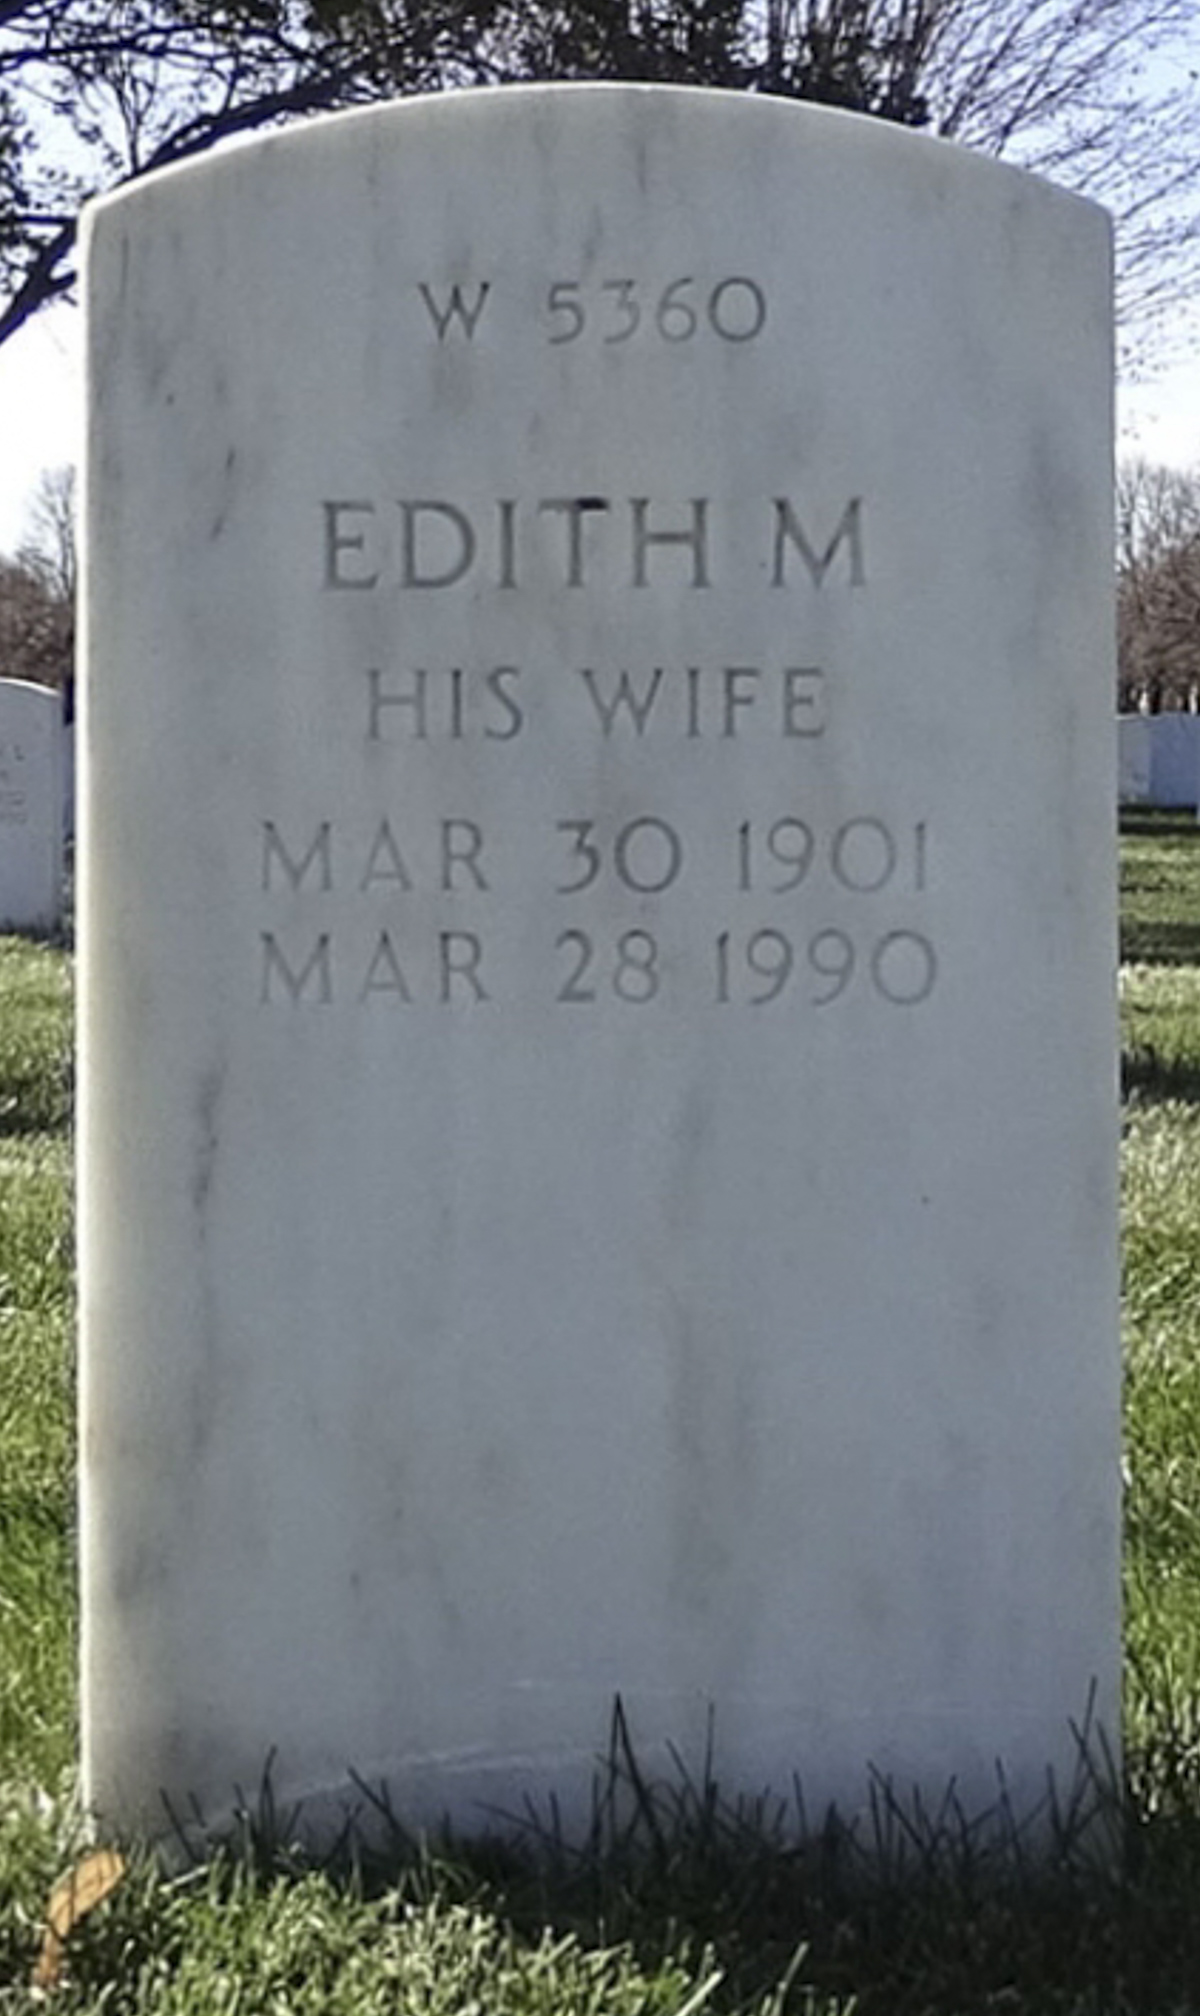 W 5360
EDITH M
HIS WIFE
MAR 30 1901
MAR 28 1990